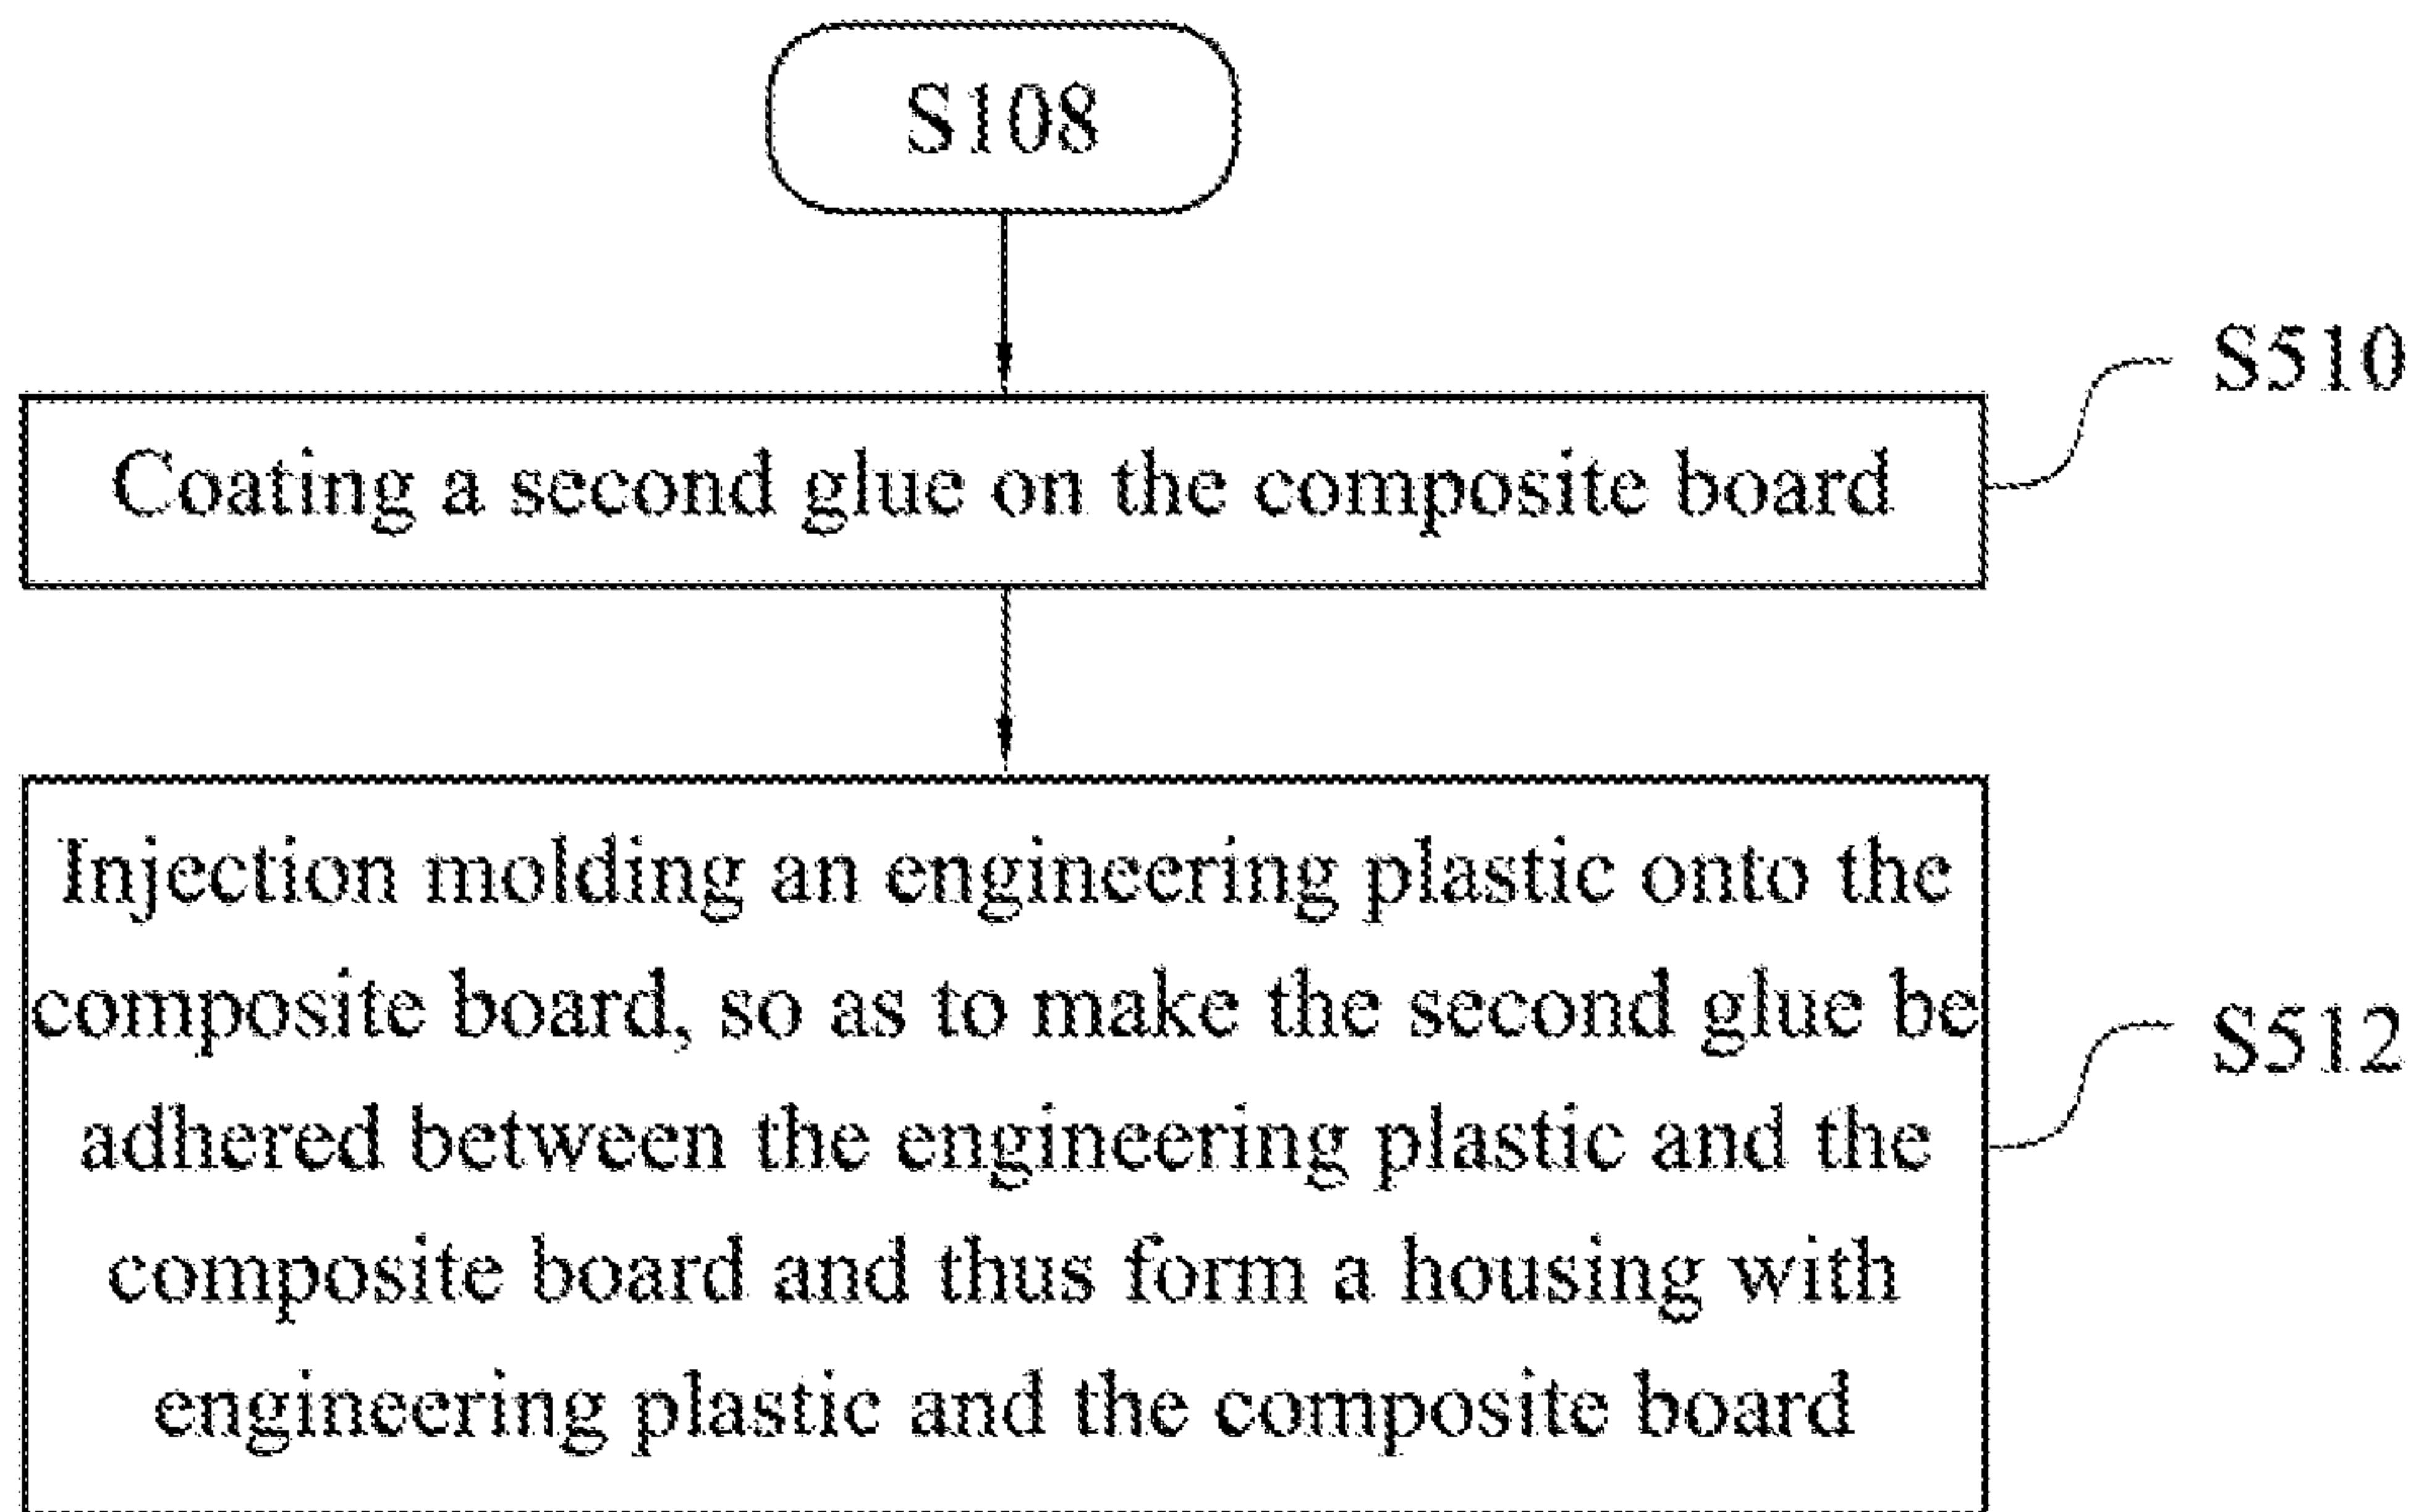 S108
S510
Coating a second glue on the composite board
Injection molding an engineering plastic onto the
composite board, so as to make the second glue be
S512
adhered between the engineering plastic and the
composite board and thus form a housing with
engineering plastic and the composite board